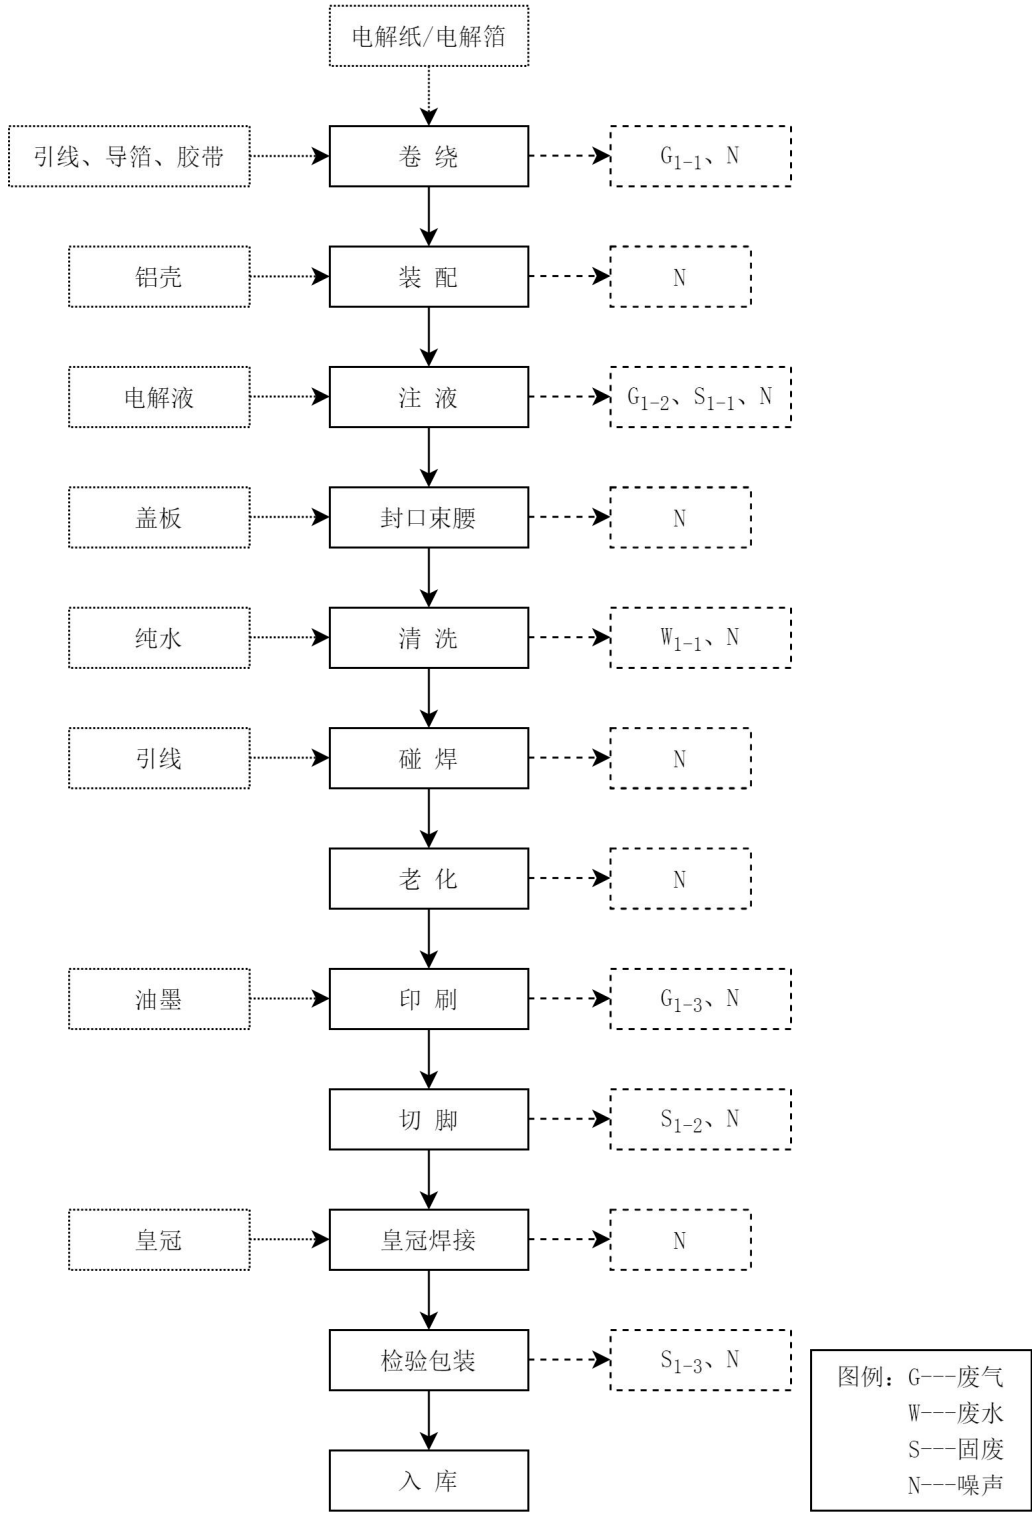 电解纸/电解箔
引线、导箔、胶带
卷 绕
G1-1、N
铝壳
装 配
N
电解液
注 液
G1-2、S1-1、N
盖板
封口束腰
N
纯水
清 洗
W1-1、N
引线
碰 焊
N
老 化
N
油墨
印 刷
G1-3、N
切 脚
S1-2、N
皇冠
皇冠焊接
N
检验包装
S1-3、N
入 库
图例：G---废气
W---废水
S---固废
N---噪声